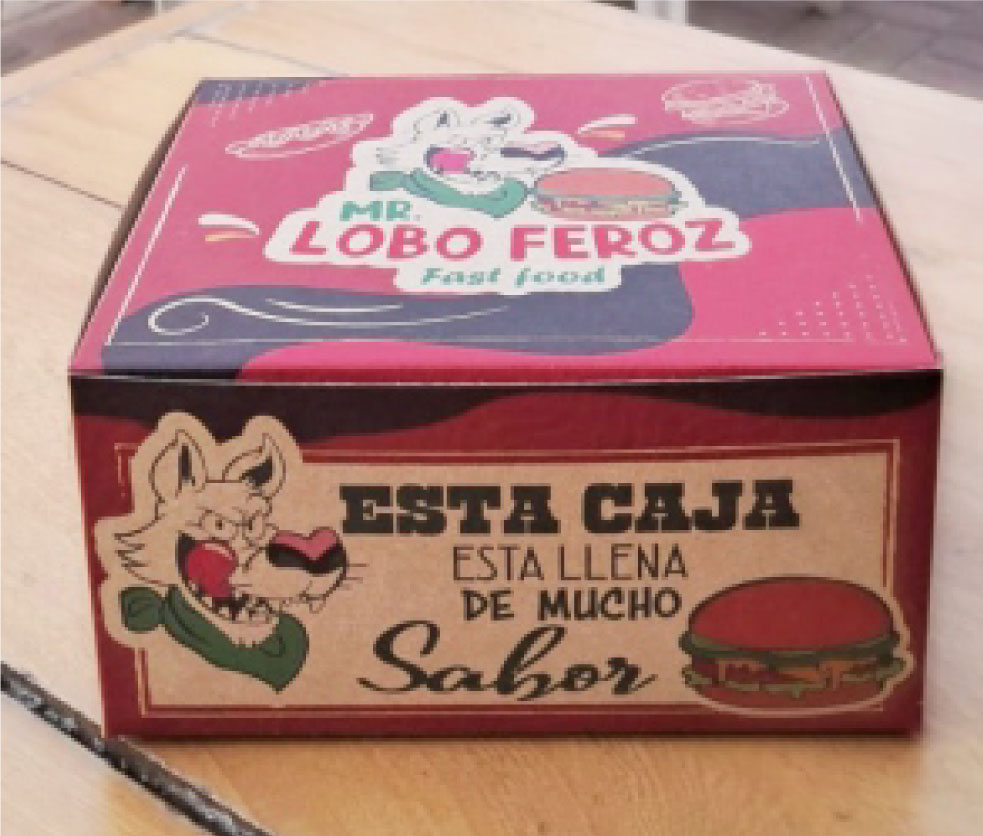 MR.
LOBO FEROZ
Fast food
ESTA CAJA
ESTA LLENA
DE MUCHO
Sabor